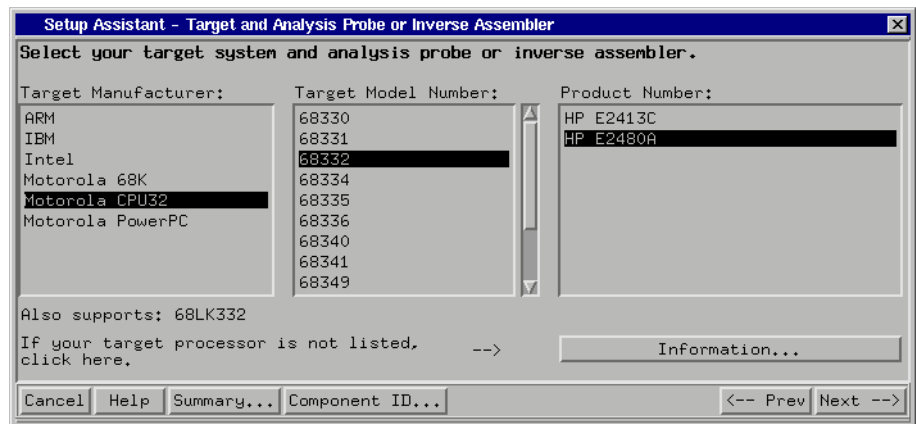 Setup Assistant - Target and Analysis Probe or Inverse Assembler
Select your target system and analysis probe or inverse assembler.
Target Manufacturer:
ARM
IBM
Intel
Motorola 68K
Motorola CPU32
Motorola PowerPC
Target Model Number:
68330
68331
68332
68334
68335
68336
68340
68341
68349
Product Number:
HP E2413C
HP E2480A
Also supports: 68LK332
If your target processor is not listed,
click here.
-->
Information...
Cancel Help Summary... Component ID... <-- Prev Next -->